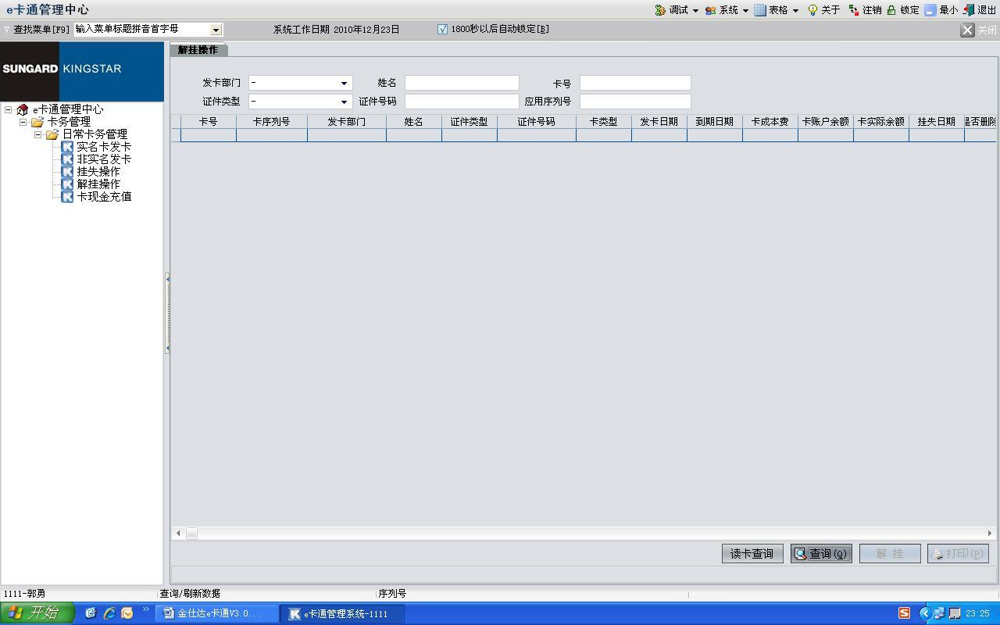 e卡通管理中心 调试 系统 表格 关于 注销 锁定 最小 退出
查找菜单[F9] 输入菜单标题拼音首字母 系统工作日期 2010年12月23日 1800秒以后自动锁定[B] 关闭
SUNGARD KINGSTAR
e卡通管理中心
卡务管理
日常卡务管理
实名卡发卡
非实名发卡
挂失操作
解挂操作
卡现金充值
解挂操作
发卡部门 - 姓名 卡号
证件类型 - 证件号码 应用序列号
卡号 卡序列号 发卡部门 姓名 证件类型 证件号码 卡类型 发卡日期 到期日期 卡成本费 卡账户余额 卡实际余额 挂失日期 是否删除
读卡查询 查询(Q) 解 挂 打印(P)
1111-郭勇 查询/刷新数据 序列号
开始 金仕达e卡通V3.0... e卡通管理系统-1111 23:25